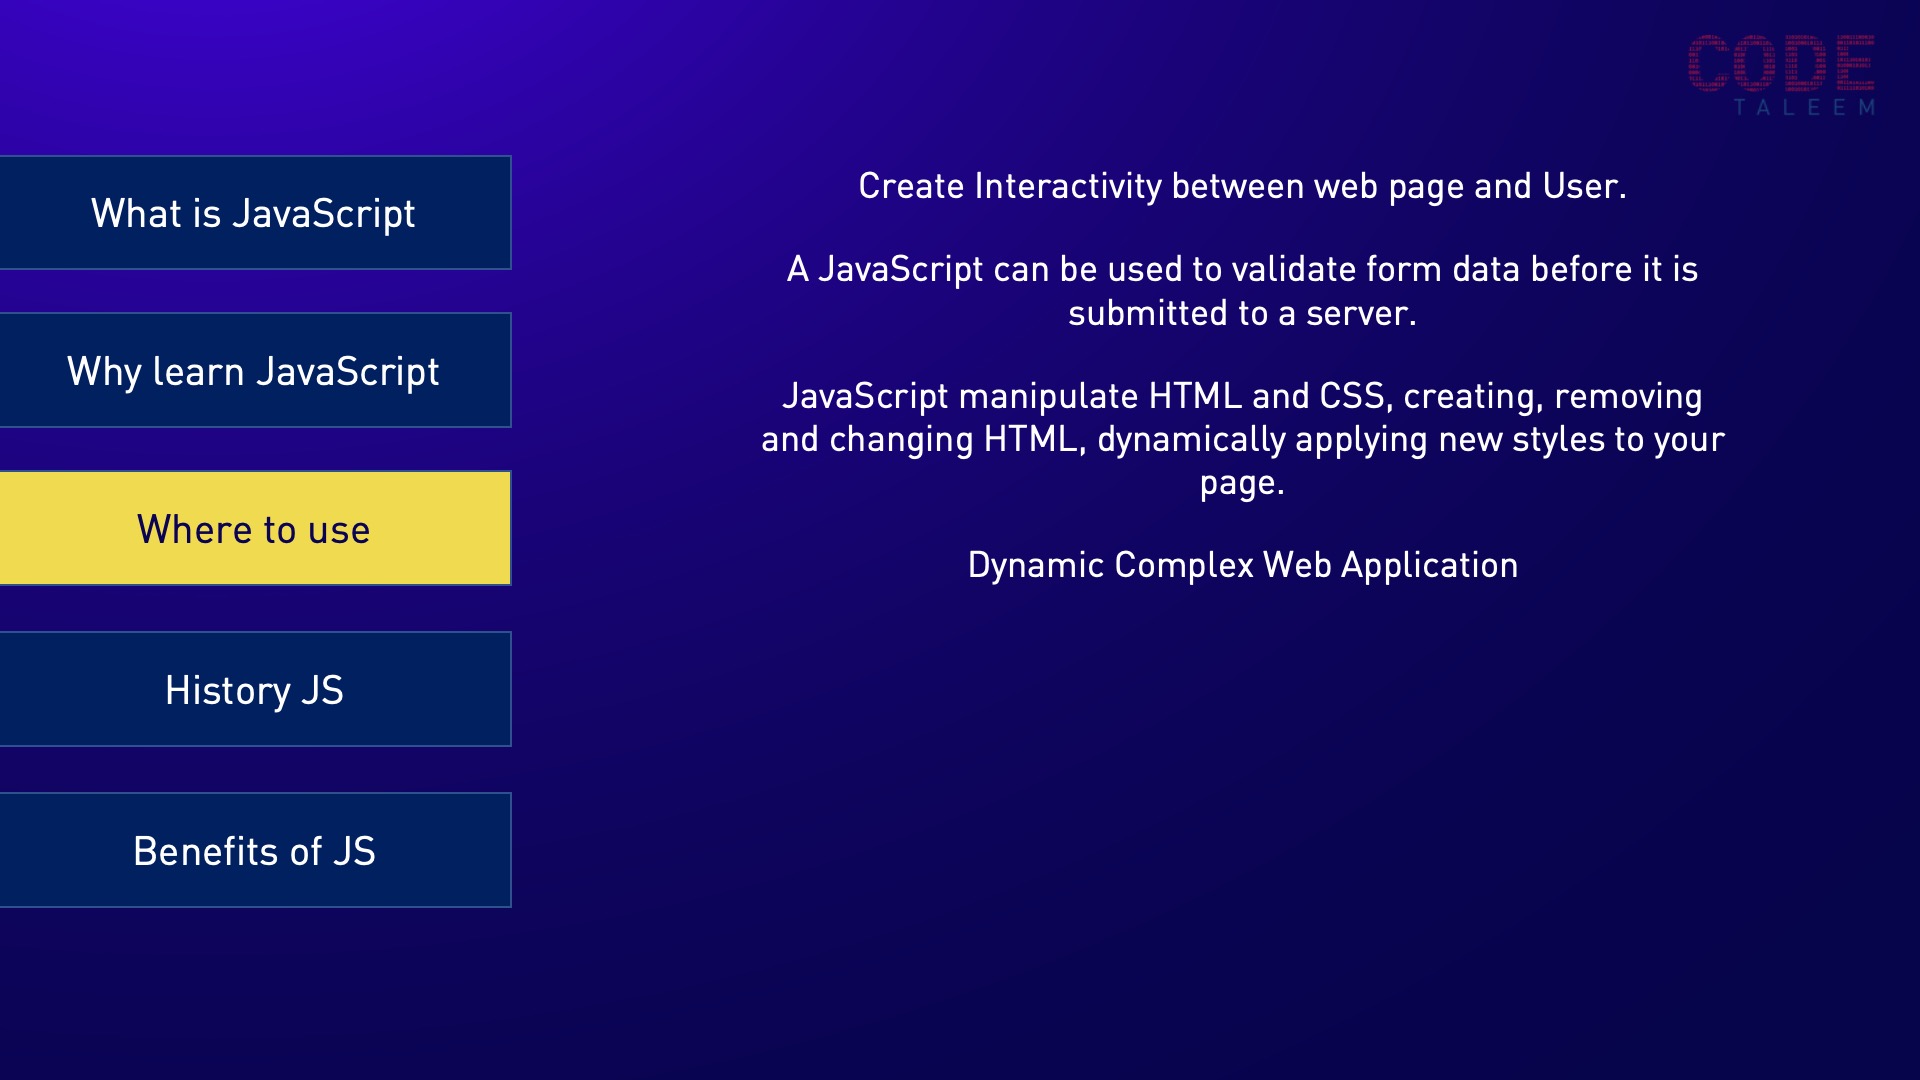 CODE
TALEEM
What is JavaScript
Why learn JavaScript
Where to use
History JS
Benefits of JS
Create Interactivity between web page and User.
A JavaScript can be used to validate form data before it is
submitted to a server.
JavaScript manipulate HTML and CSS, creating, removing
and changing HTML, dynamically applying new styles to your
page.
Dynamic Complex Web Application